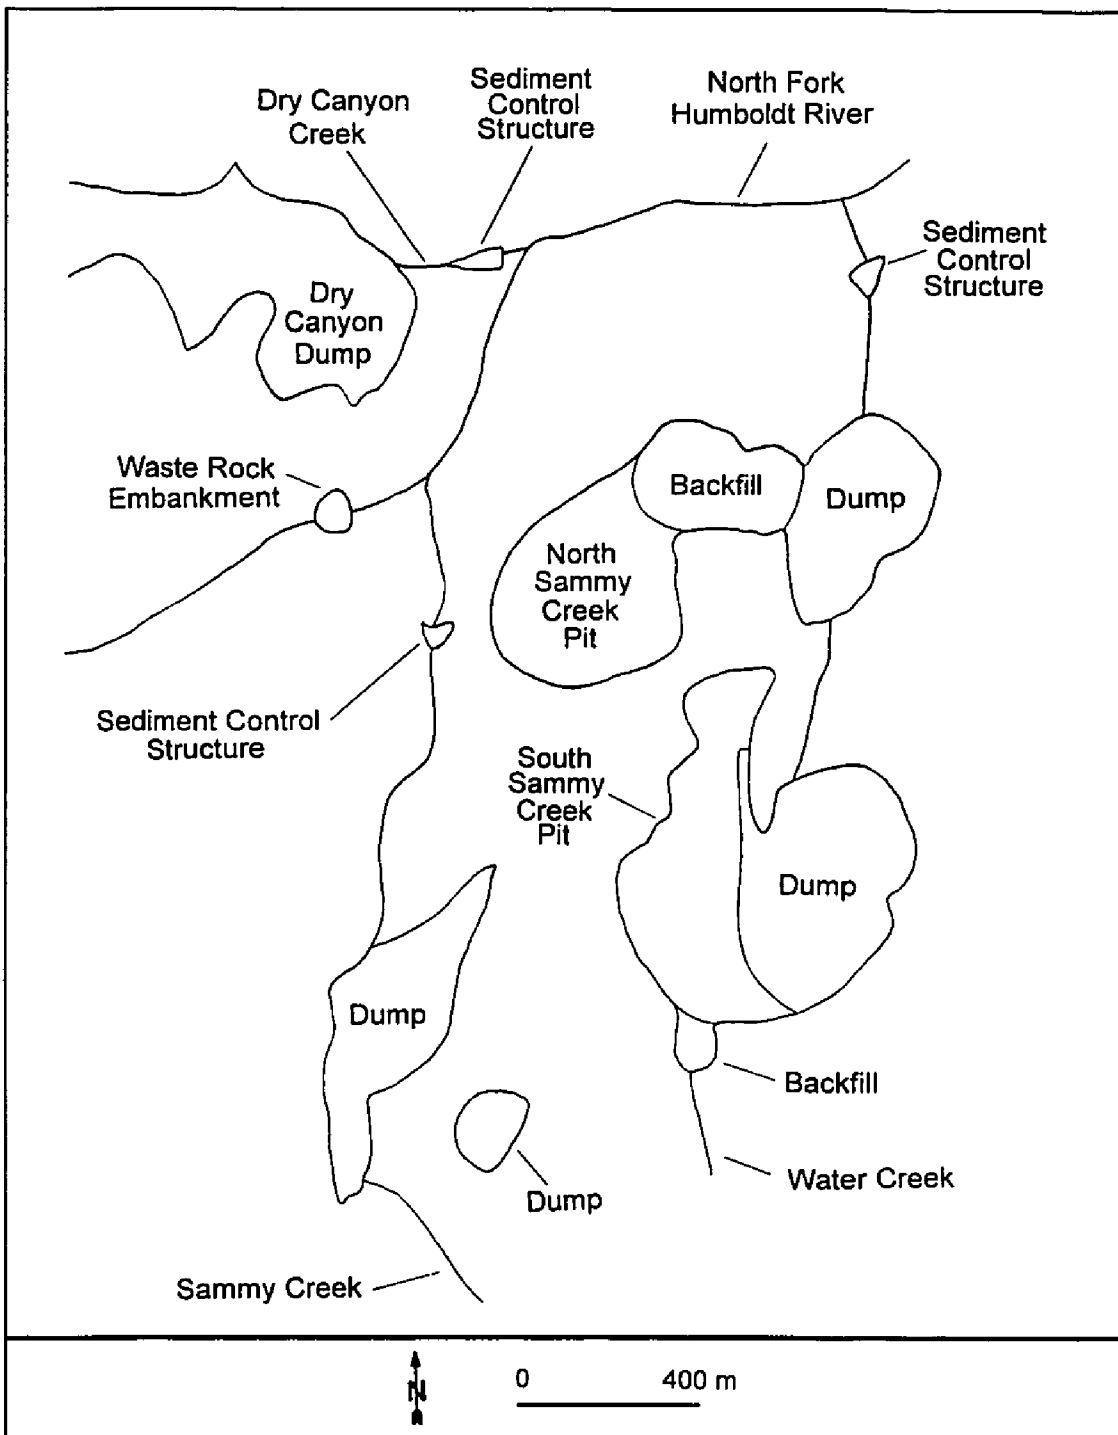 Dry Canyon
Creek
Sediment
Control
Structure
North Fork
Humboldt River
Sediment
Control
Structure
Dry
Canyon
Dump
Waste Rock
Embankment
Backfill
Dump
North
Sammy
Creek
Pit
Sediment Control
Structure
South
Sammy
Creek
Pit
Dump
Dump
Backfill
Dump
Water Creek
Sammy Creek
N
0 400 m